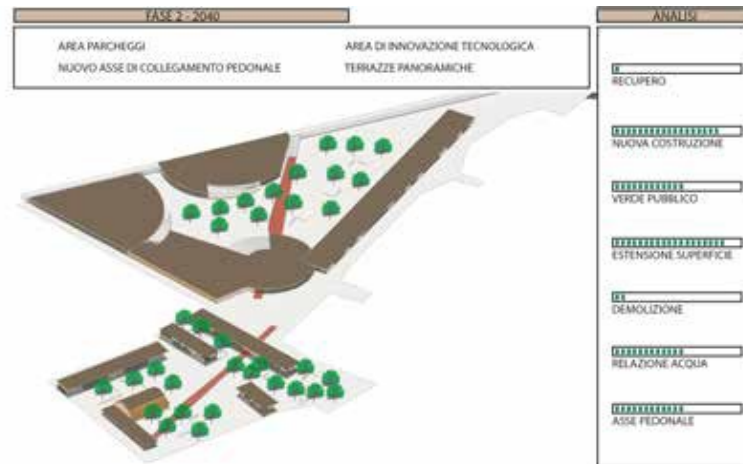 FASE 2 - 2040
AREA PARCHEGGI
AREA DI INNOVAZIONE TECNOLOGICA
NUOVO ASSE DI COLLEGAMENTO PEDONALE
TERRAZZE PANORAMICHE
ANALISI
RECUPERO
NUOVA COSTRUZIONE
VERDE PUBBLICO
ESTENSIONE SUPERFICIE
DEMOLIZIONE
RELAZIONE ACQUA
ASSE PEDONALE